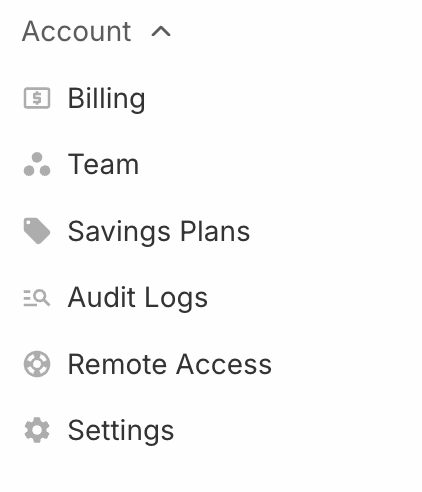 Account
Billing
Team
Savings Plans
Audit Logs
Remote Access
Settings